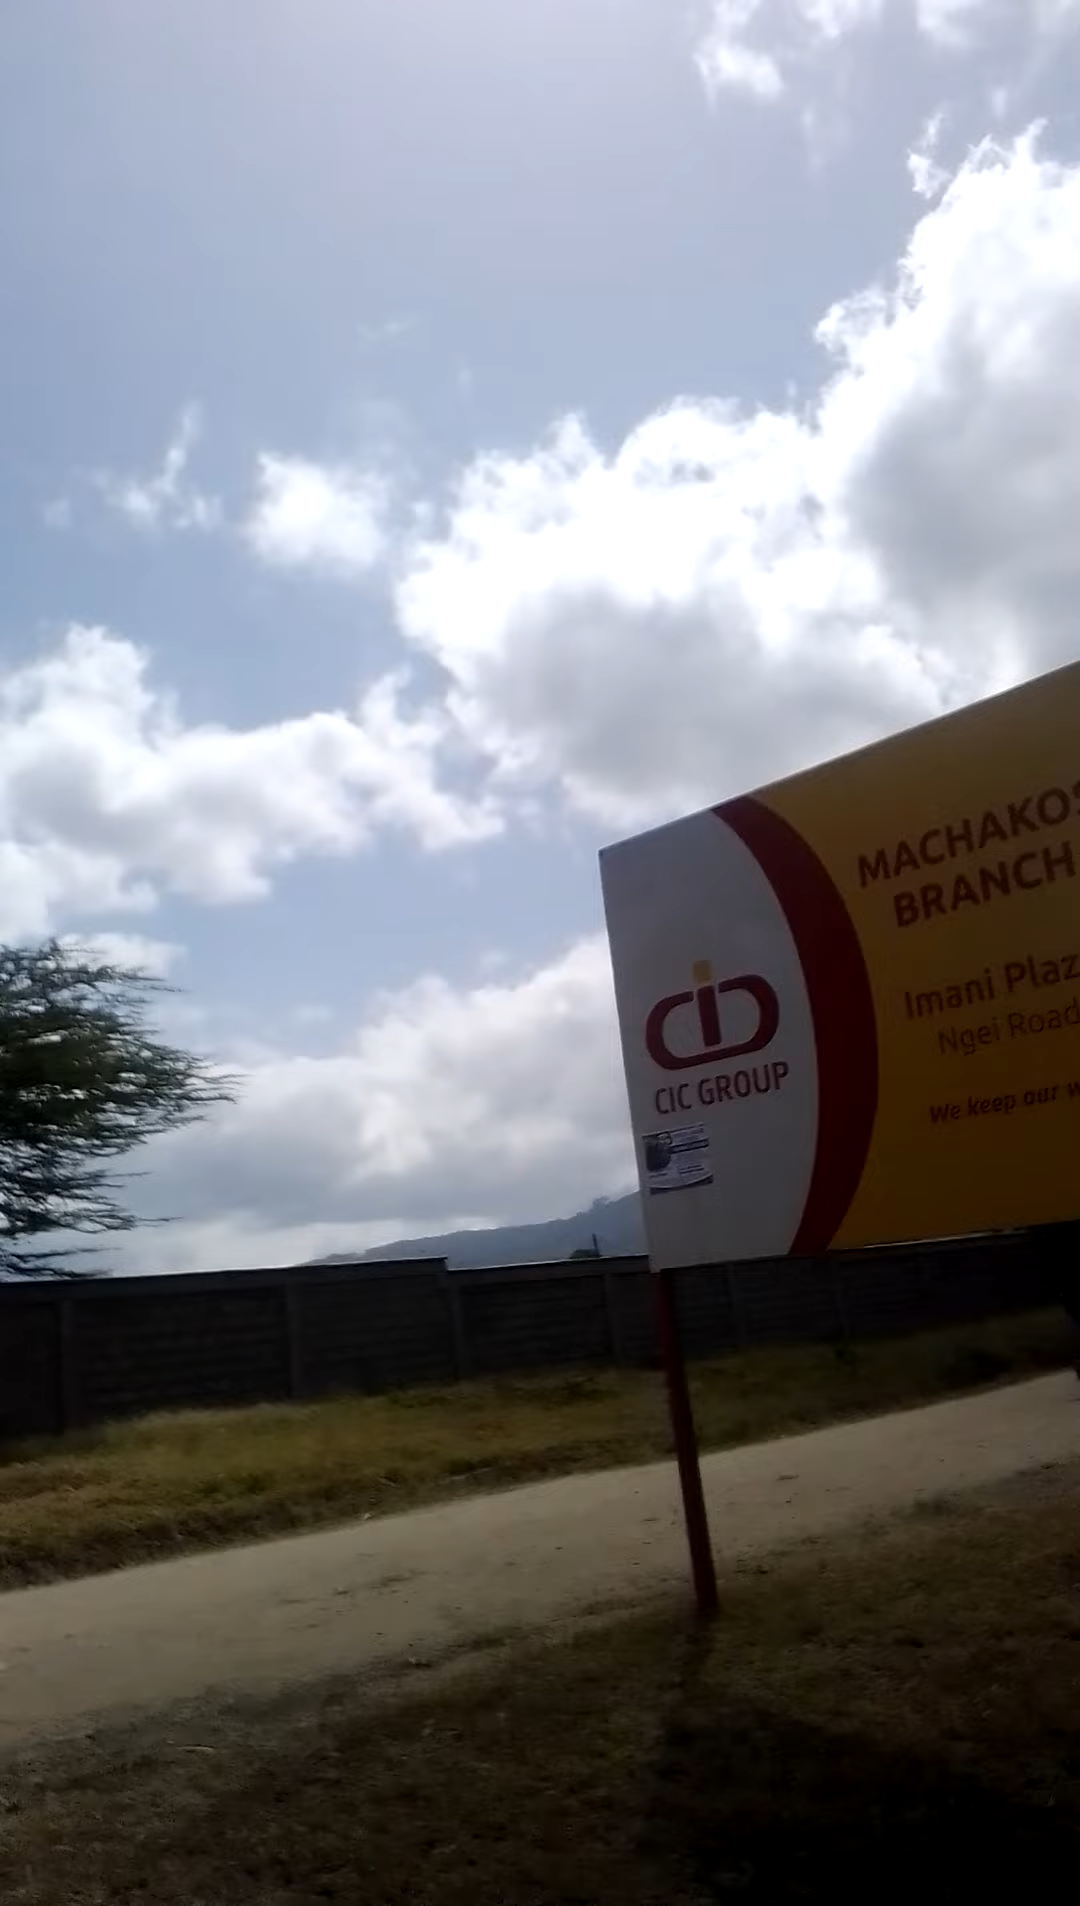 MACHAKOS
BRANCH
Imani Plaz
Ngei Road
We keep our w
CIC GROUP